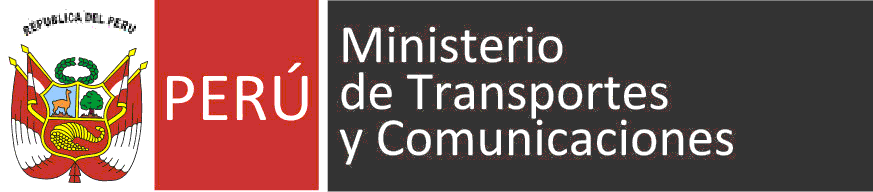 REPUBLICA DEL PERU
PERÚ
Ministerio
de Transportes
y Comunicaciones